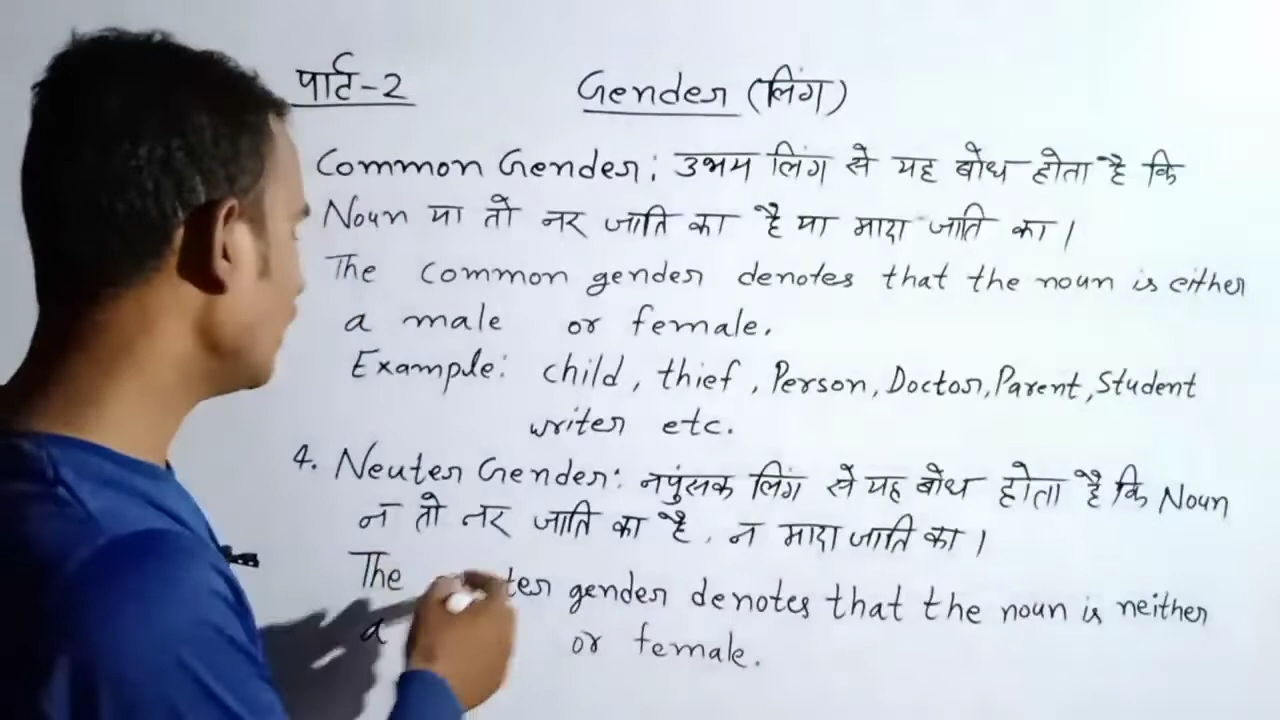 पार्ट-2
Gender (लिंग)
Common Gender: उभय लिंग से यह बोध होता है कि
Noun या तो नर जाति का है या मादा जाति का।
The common gender denotes that the noun is either
a male or female.
Example: child, thief, Person, Doctor, Parent, Student
writer etc.
4. Neuter Gender: नपुंसक लिंग से यह बोध होता है कि Noun
न तो नर जाति का है, न मादा जाति का।
The gender denotes that the noun is neither
a or female.